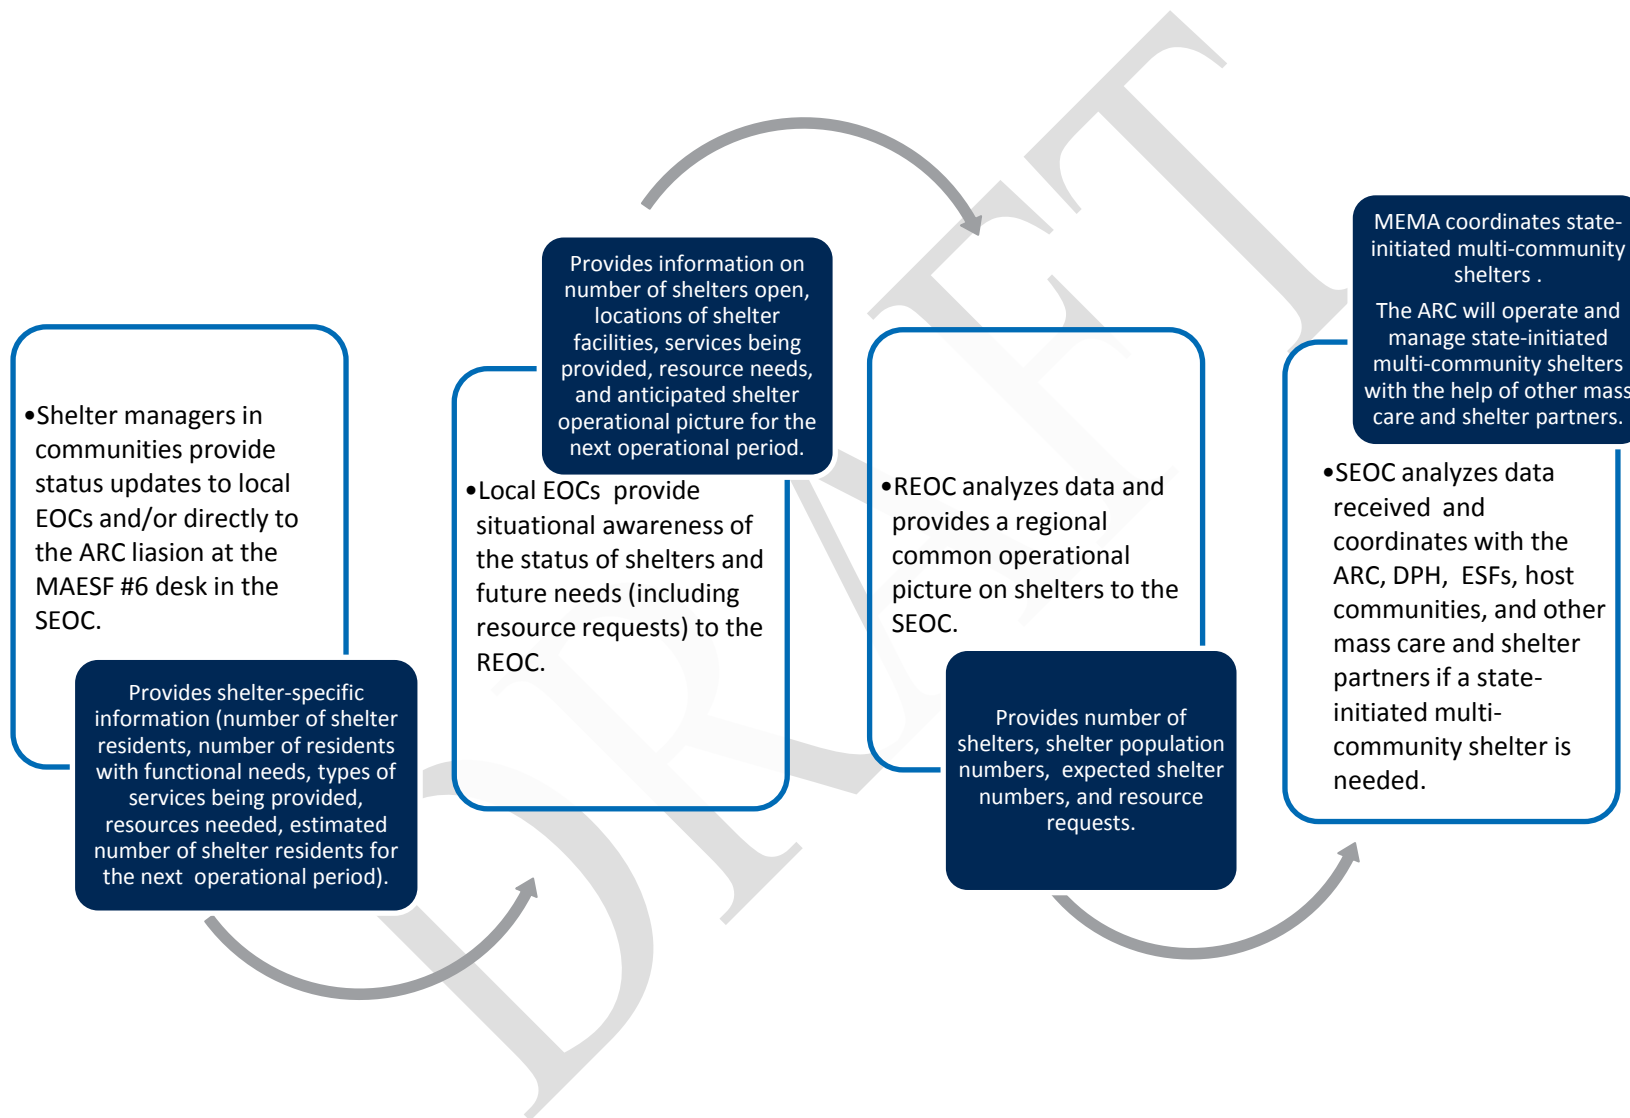 •Shelter managers in
communities provide
status updates to local
EOCs and/or directly to
the ARC liasion at the
MAESF #6 desk in the
SEOC.
Provides shelter-specific
information (number of shelter
residents, number of residents
with functional needs, types of
services being provided,
resources needed, estimated
number of shelter residents for
the next operational period).
Provides information on
number of shelters open,
locations of shelter
facilities, services being
provided, resource needs,
and anticipated shelter
operational picture for the
next operational period.
•Local EOCs provide
situational awareness of
the status of shelters and
future needs (including
resource requests) to the
REOC.
•REOC analyzes data and
provides a regional
common operational
picture on shelters to the
SEOC.
Provides number of
shelters, shelter population
numbers, expected shelter
numbers, and resource
requests.
MEMA coordinates state-
initiated multi-community
shelters .
The ARC will operate and
manage state-initiated
multi-community shelters
with the help of other mass
care and shelter partners.
•SEOC analyzes data
received and
coordinates with the
ARC, DPH, ESFs, host
communities, and other
mass care and shelter
partners if a state-
initiated multi-
community shelter is
needed.
DRAFT